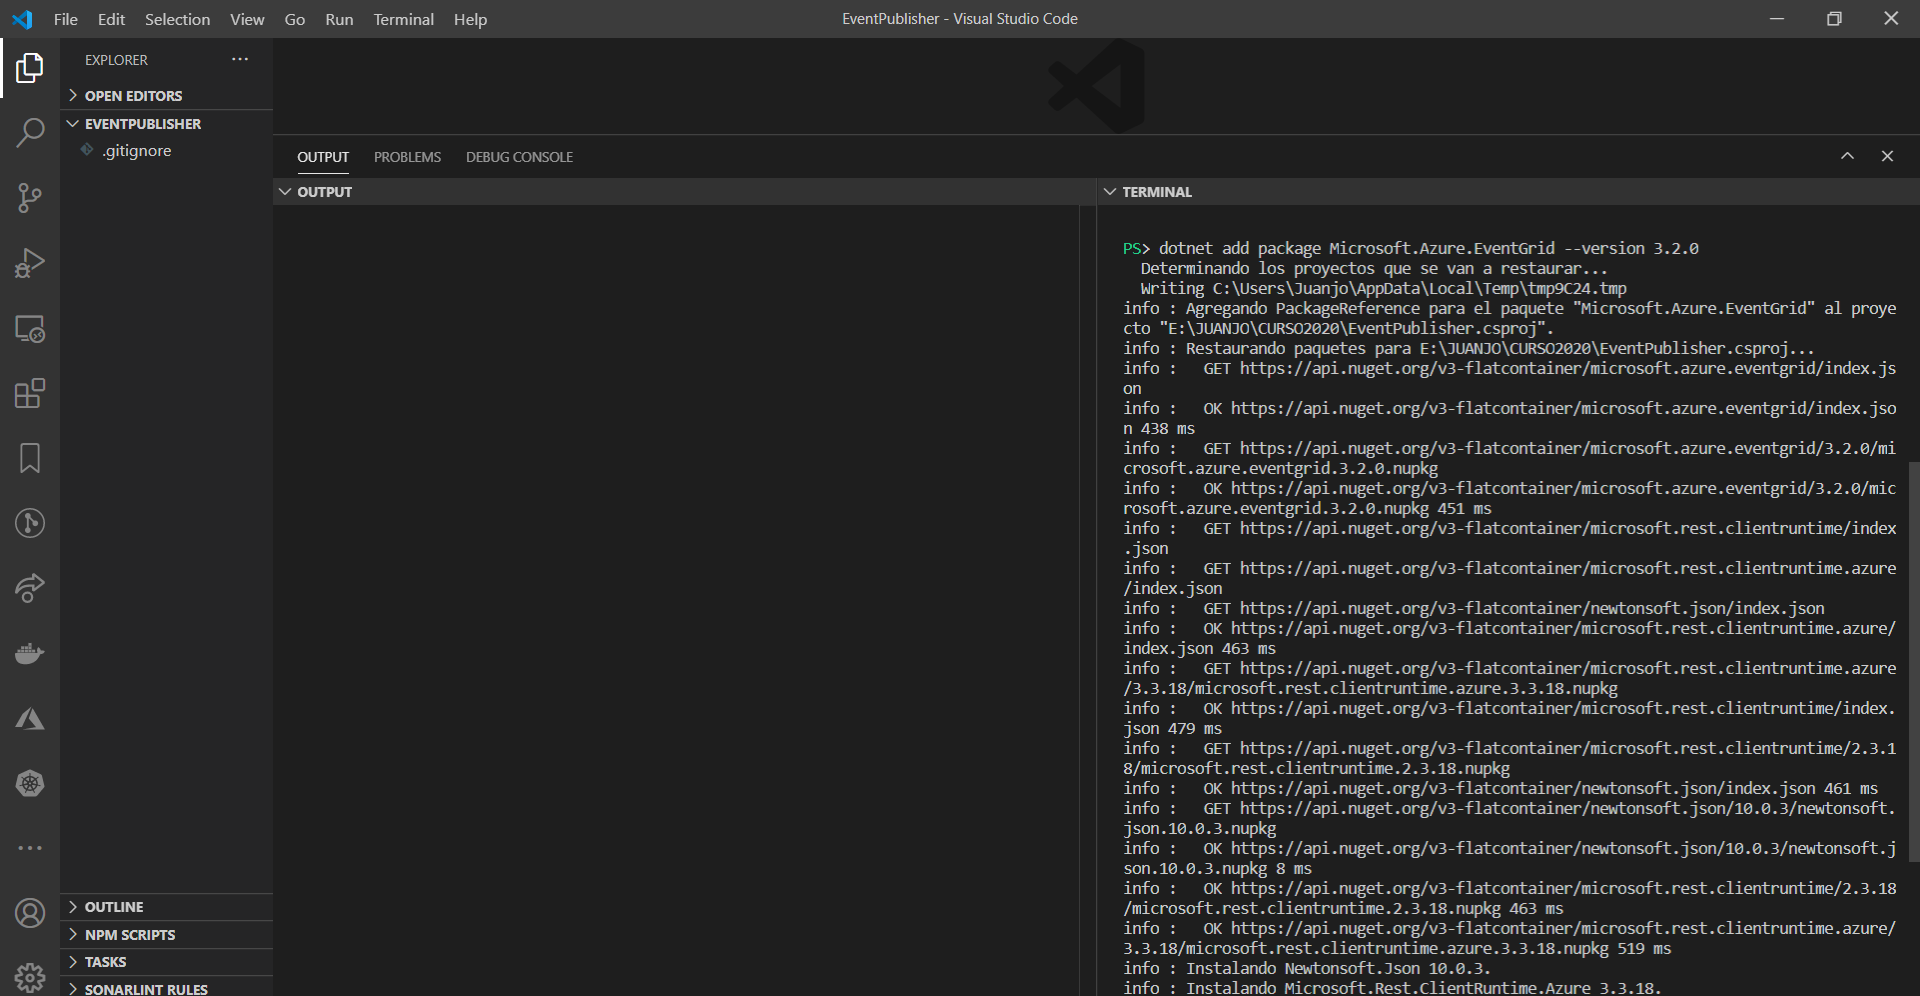 File Edit Selection View Go Run Terminal Help
EventPublisher - Visual Studio Code
EXPLORER
OPEN EDITORS
EVENTPUBLISHER
.gitignore
OUTLINE
NPM SCRIPTS
TASKS
SONARLINT RULES
OUTPUT PROBLEMS DEBUG CONSOLE
OUTPUT
TERMINAL
PS> dotnet add package Microsoft.Azure.EventGrid --version 3.2.0
Determinando los proyectos que se van a restaurar...
Writing C:\Users\Juanjo\AppData\Local\Temp\tmp9C24.tmp
info : Agregando PackageReference para el paquete "Microsoft.Azure.EventGrid" al proye
cto "E:\JUANJO\CURSO2020\EventPublisher.csproj".
info : Restaurando paquetes para E:\JUANJO\CURSO2020\EventPublisher.csproj...
info :   GET https://api.nuget.org/v3-flatcontainer/microsoft.azure.eventgrid/index.js
on
info :   OK https://api.nuget.org/v3-flatcontainer/microsoft.azure.eventgrid/index.jso
n 438 ms
info :   GET https://api.nuget.org/v3-flatcontainer/microsoft.azure.eventgrid/3.2.0/mi
crosoft.azure.eventgrid.3.2.0.nupkg
info :   OK https://api.nuget.org/v3-flatcontainer/microsoft.azure.eventgrid/3.2.0/mic
rosoft.azure.eventgrid.3.2.0.nupkg 451 ms
info :   GET https://api.nuget.org/v3-flatcontainer/microsoft.rest.clientruntime/index
.json
info :   GET https://api.nuget.org/v3-flatcontainer/microsoft.rest.clientruntime.azure
/index.json
info :   GET https://api.nuget.org/v3-flatcontainer/newtonsoft.json/index.json
info :   OK https://api.nuget.org/v3-flatcontainer/microsoft.rest.clientruntime.azure/
index.json 463 ms
info :   GET https://api.nuget.org/v3-flatcontainer/microsoft.rest.clientruntime.azure
/3.3.18/microsoft.rest.clientruntime.azure.3.3.18.nupkg
info :   OK https://api.nuget.org/v3-flatcontainer/microsoft.rest.clientruntime/index.
json 479 ms
info :   GET https://api.nuget.org/v3-flatcontainer/microsoft.rest.clientruntime/2.3.1
8/microsoft.rest.clientruntime.2.3.18.nupkg
info :   OK https://api.nuget.org/v3-flatcontainer/newtonsoft.json/index.json 461 ms
info :   GET https://api.nuget.org/v3-flatcontainer/newtonsoft.json/10.0.3/newtonsoft.
json.10.0.3.nupkg
info :   OK https://api.nuget.org/v3-flatcontainer/newtonsoft.json/10.0.3/newtonsoft.j
son.10.0.3.nupkg 8 ms
info :   OK https://api.nuget.org/v3-flatcontainer/microsoft.rest.clientruntime/2.3.18
/microsoft.rest.clientruntime.2.3.18.nupkg 463 ms
info :   OK https://api.nuget.org/v3-flatcontainer/microsoft.rest.clientruntime.azure/
3.3.18/microsoft.rest.clientruntime.azure.3.3.18.nupkg 519 ms
info : Instalando Newtonsoft.Json 10.0.3.
info : Instalando Microsoft.Rest.ClientRuntime.Azure 3.3.18.